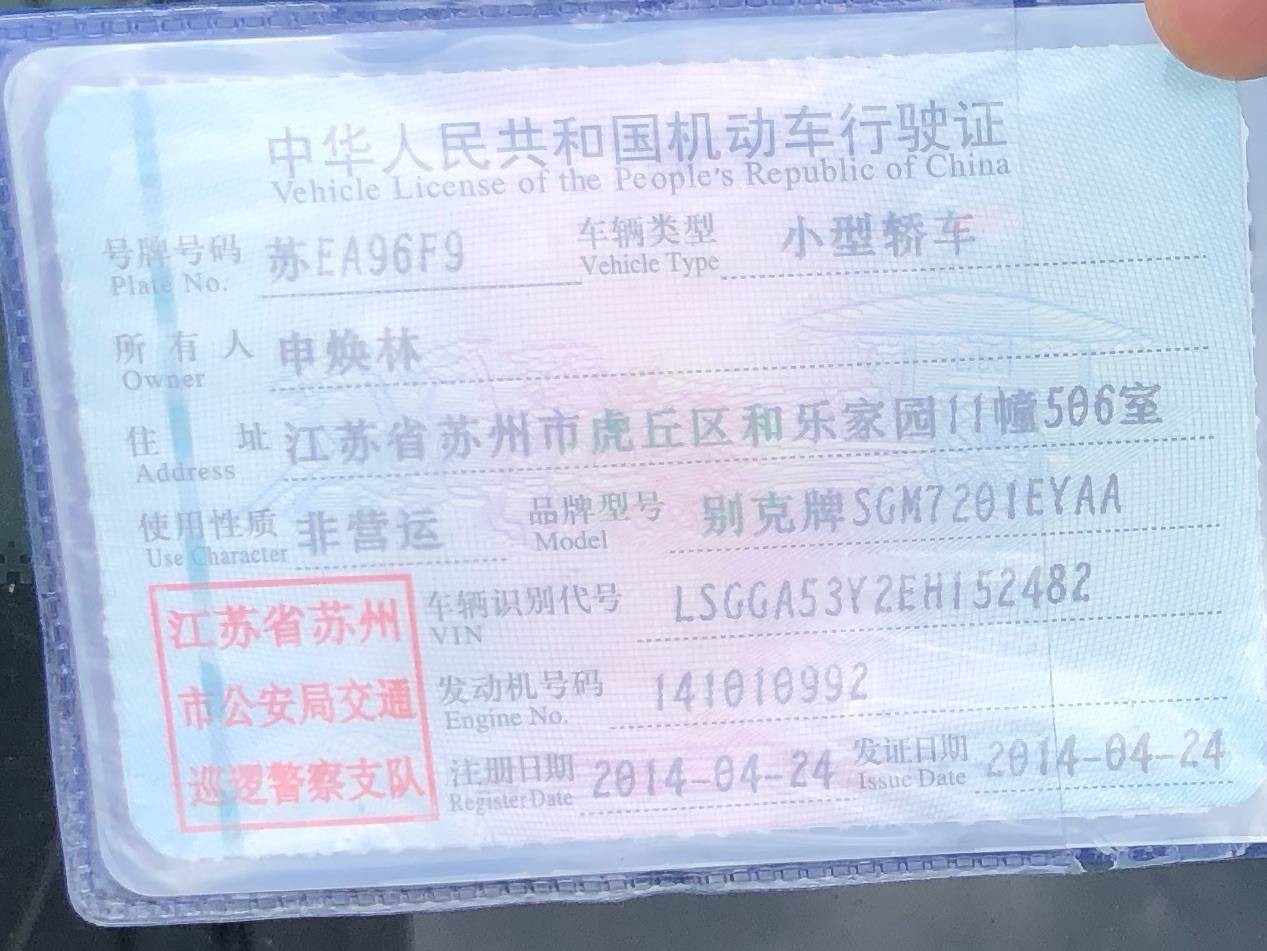 中华人民共和国机动车行驶证
Vehicle License of the People's Republic of China
号牌号码 苏EA96F9 车辆类型 小型轿车
Plate No. Vehicle Type
所有人 申焕林
Owner
住址 江苏省苏州市虎丘区和乐家园11幢506室
Address
使用性质 非营运 品牌型号 别克牌SGM7201EYAA
Use Character Model
江苏省苏州
市公安局交通
巡逻警察支队
车辆识别代号 LSGGA53Y2EH152482
VIN
发动机号码 141010992
Engine No.
注册日期 2014-04-24 发证日期 2014-04-24
Register Date Issue Date